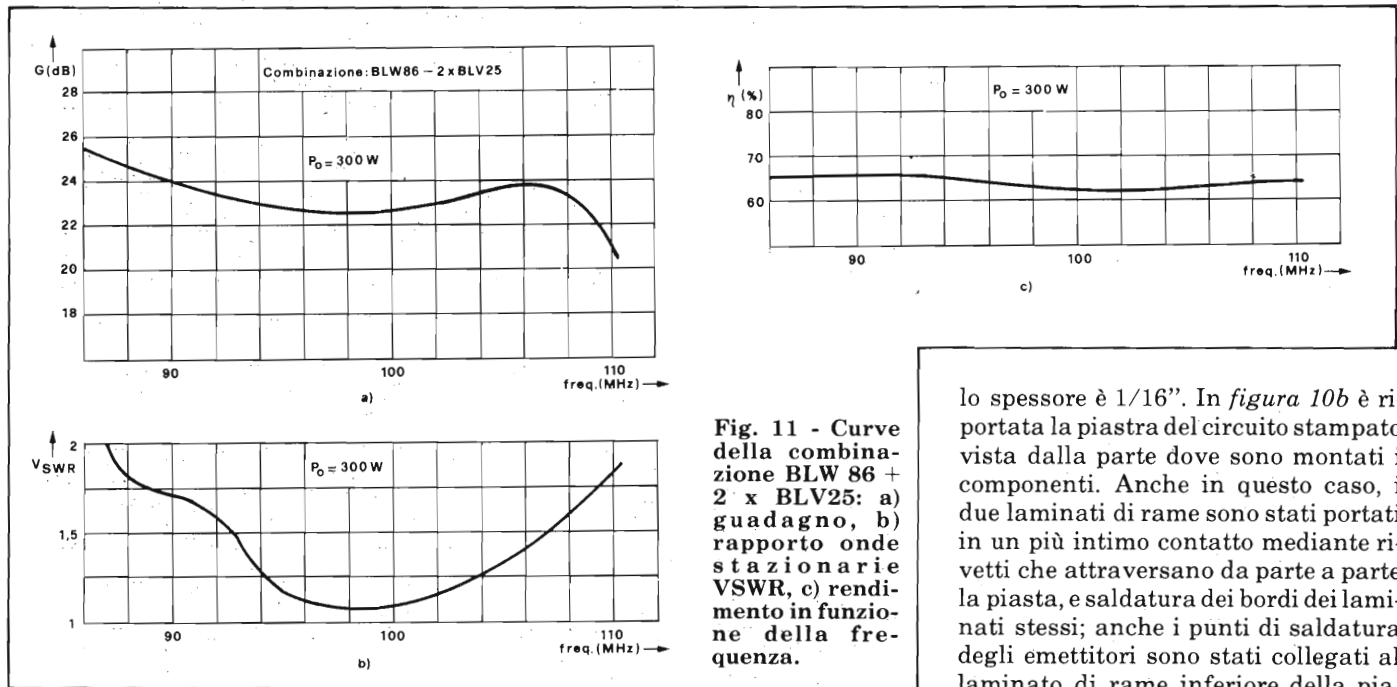 G(dB)
Combinazione: BLW86 – 2 x BLV25
28
26
24
22
20
18
P₀ = 300 W
90
100
110
freq.(MHz)
a)
η (%)
P₀ = 300 W
80
70
60
90
100
110
freq.(MHz)
c)
VSWR
P₀ = 300W
2
1.5
1
90
100
110
freq.(MHz)
b)
Fig. 11 - Curve
della combina-
zione BLW 86 +
2 x BLV25: a)
guadagno, b)
rapporto onde
stazionarie
VSWR, c) rendi-
mento in funzio-
ne della fre-
quenza.
lo spessore è 1/16”. In figura 10b è ri-
portata la piastra del circuito stampato
vista dalla parte dove sono montati i
componenti. Anche in questo caso, i
due laminati di rame sono stati portati
in un più intimo contatto mediante ri-
vetti che attraversano da parte a parte
la piasta, e saldatura dei bordi dei lami-
nati stessi; anche i punti di saldatura
degli emettitori sono stati collegati al
laminato di rame inferiore della pia-